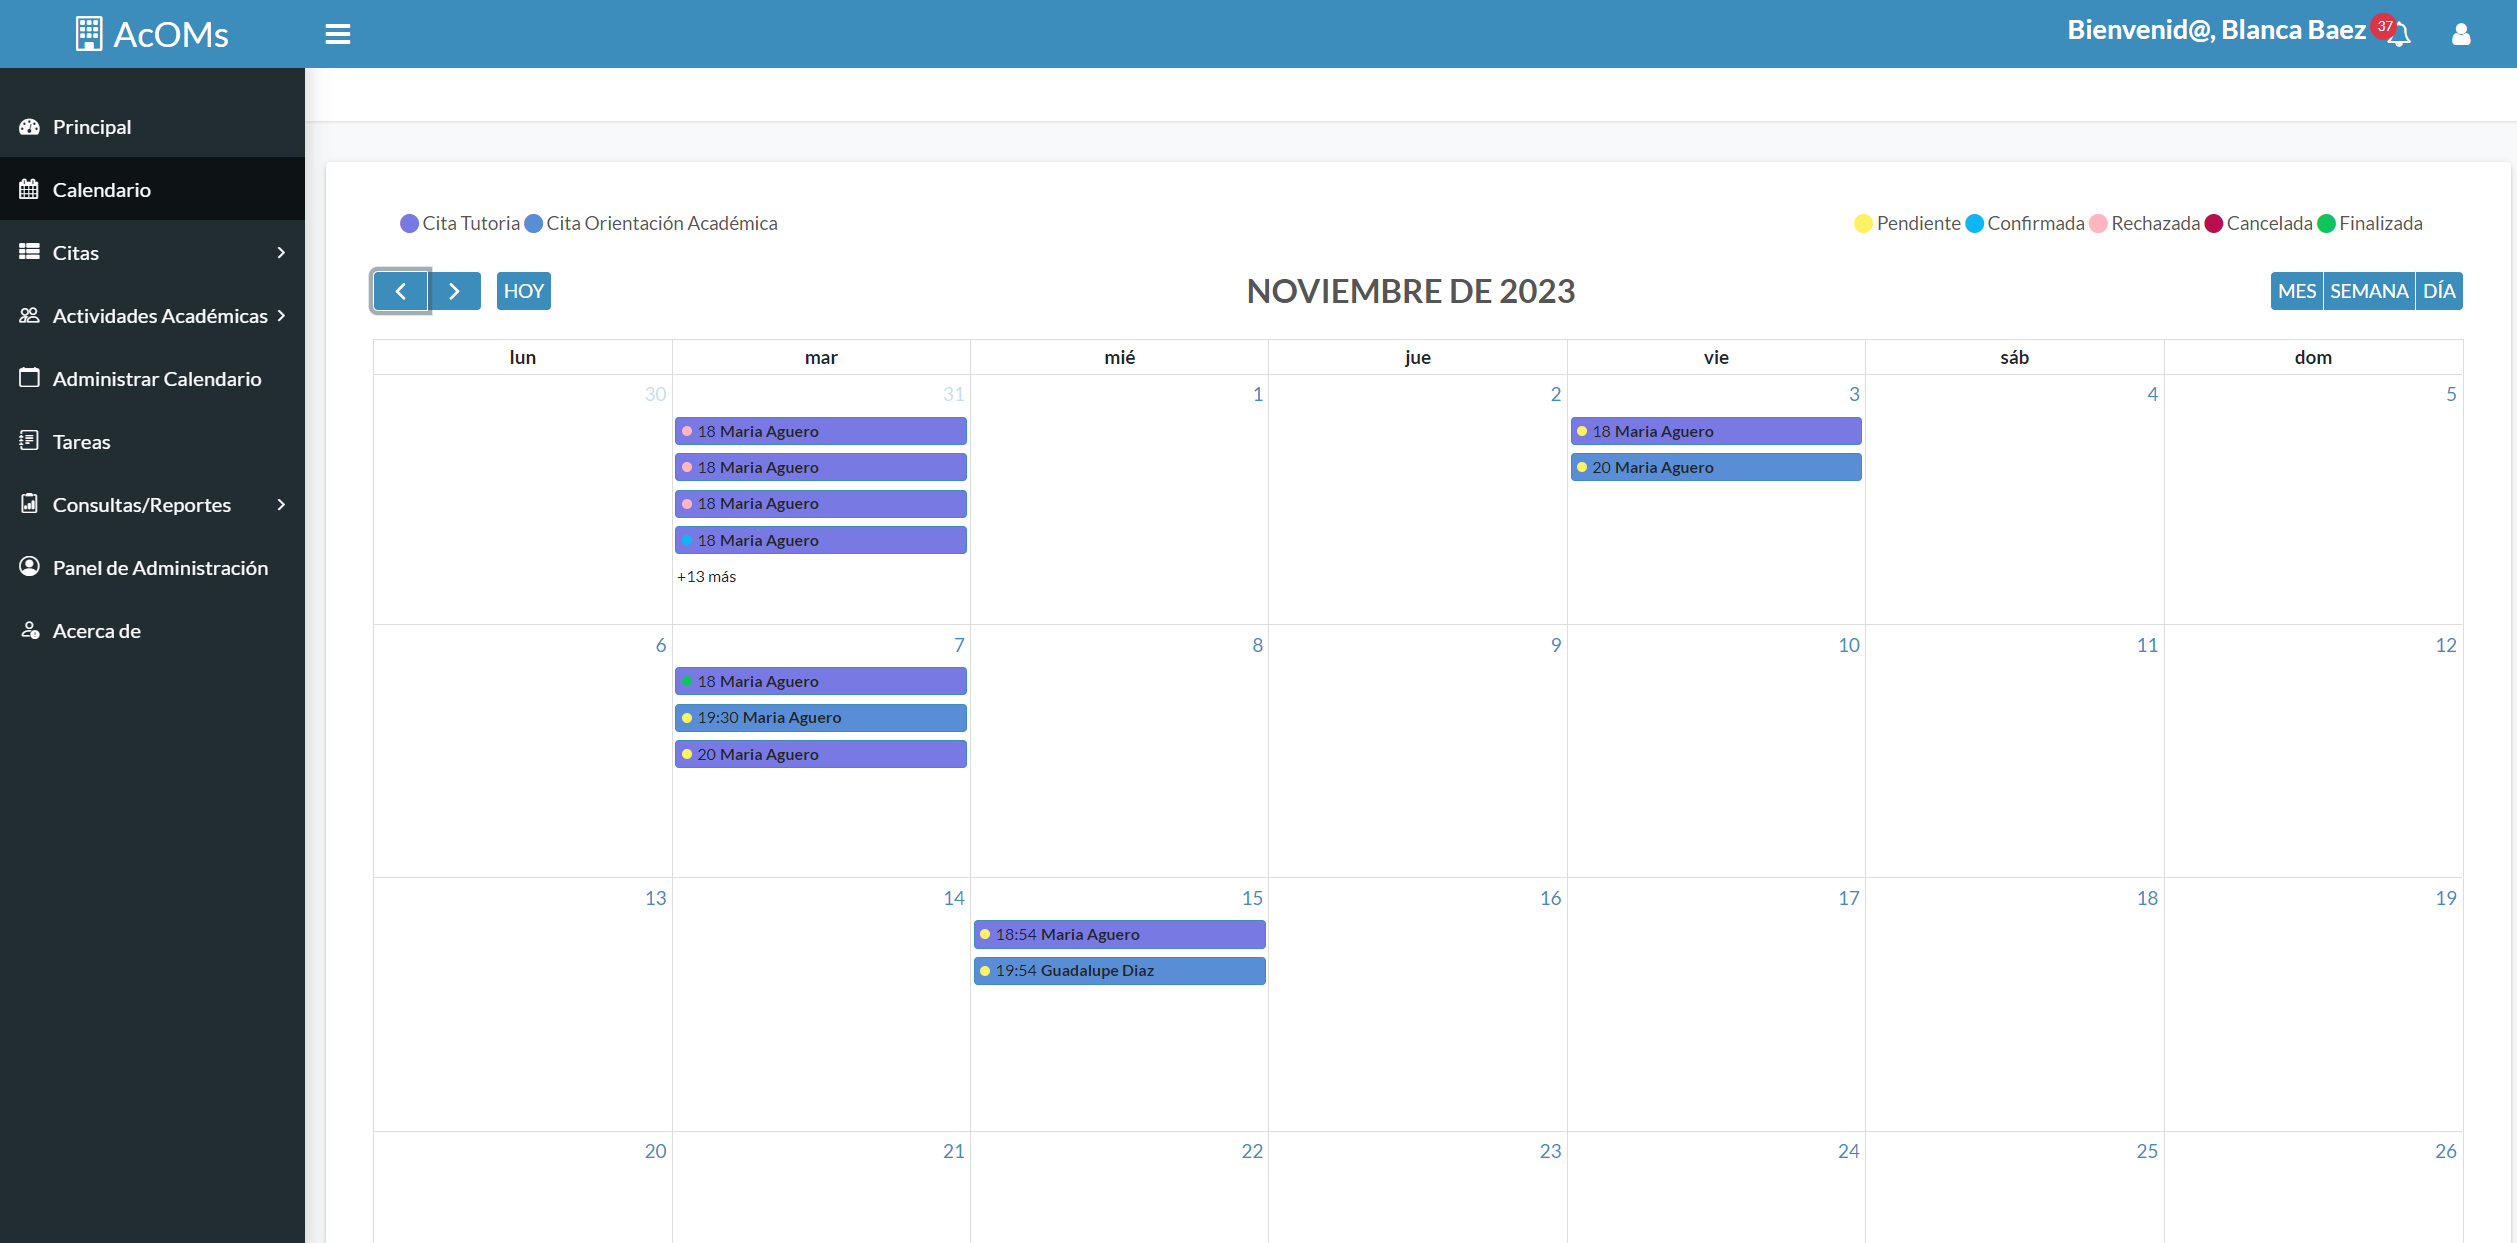 AcOMs
Bienvenid@, Blanca Baez 37
Principal
Calendario
Citas
Actividades Académicas
Administrar Calendario
Tareas
Consultas/Reportes
Panel de Administración
Acerca de
Cita Tutoria Cita Orientación Académica
Pendiente Confirmada Rechazada Cancelada Finalizada
HOY
NOVIEMBRE DE 2023
MES SEMANA DÍA
lun mar mié jue vie sáb dom
30 31 1 2 3 4 5
18 Maria Aguero
18 Maria Aguero
18 Maria Aguero
18 Maria Aguero
+13 más
18 Maria Aguero
20 Maria Aguero
6 7 8 9 10 11 12
18 Maria Aguero
19:30 Maria Aguero
20 Maria Aguero
13 14 15 16 17 18 19
18:54 Maria Aguero
19:54 Guadalupe Diaz
20 21 22 23 24 25 26